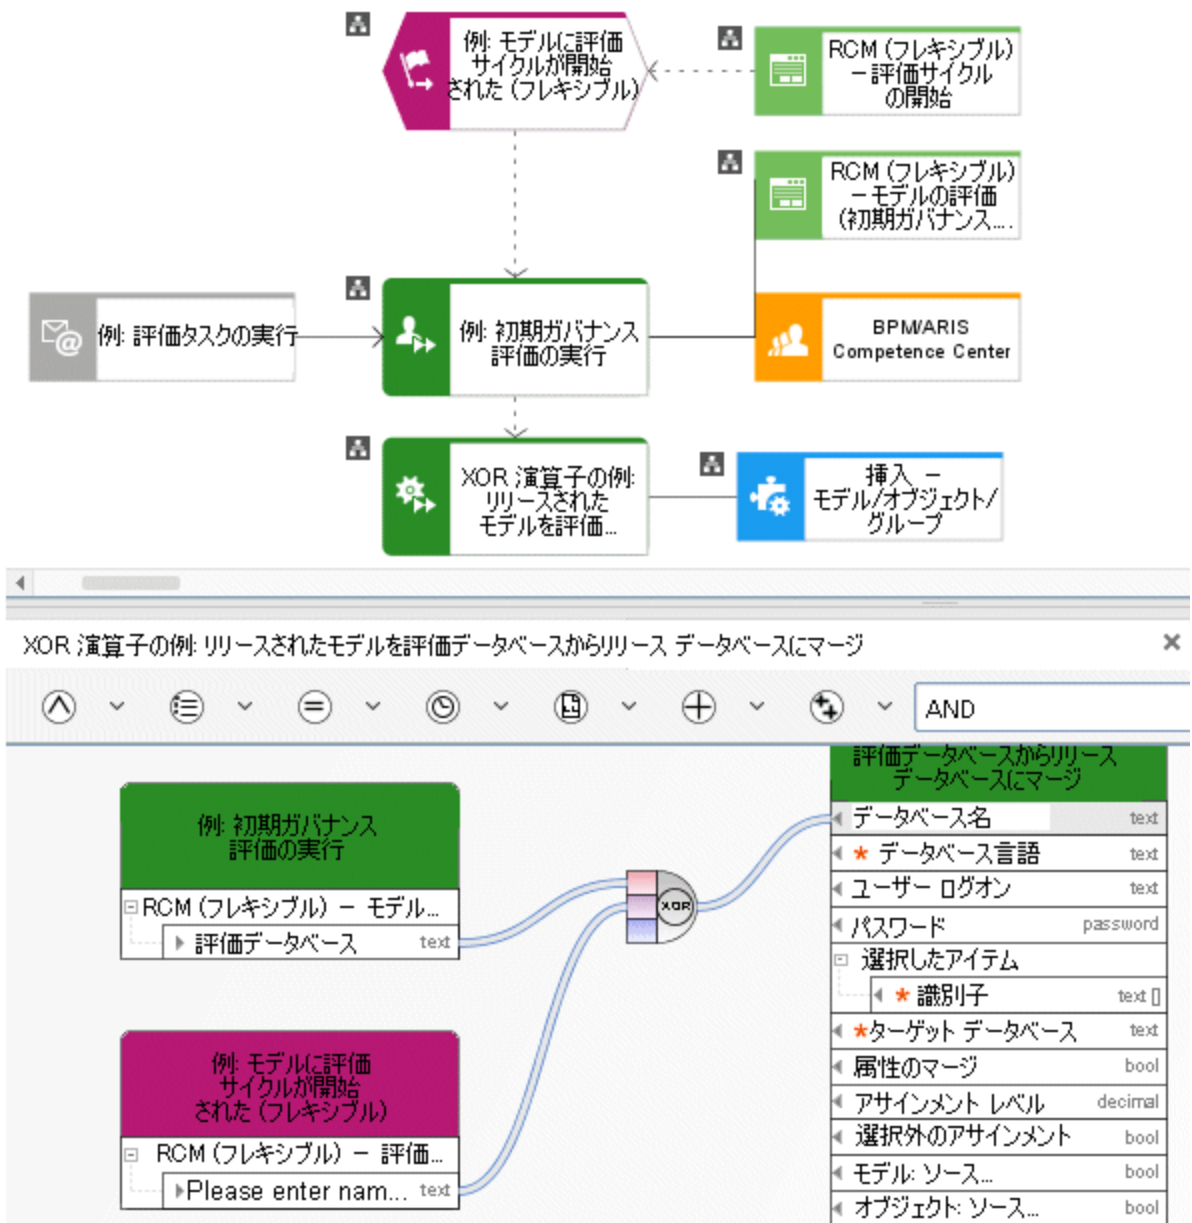 例: モデルに評価
サイクルが開始
された (フレキシブル)
RCM (フレキシブル)
– 評価サイクル
の開始
RCM (フレキシブル)
– モデルの評価
(初期ガバナンス...
例: 評価タスクの実行
例: 初期ガバナンス
評価の実行
BPM/ARIS
Competence Center
XOR 演算子の例:
リリースされた
モデルを評価...
挿入 –
モデル/オブジェクト/
グループ
XOR 演算子の例: リリースされたモデルを評価データベースからリリース データベースにマージ
AND
例: 初期ガバナンス
評価の実行
RCM (フレキシブル) – モデル...
評価データベース text
例: モデルに評価
サイクルが開始
された (フレキシブル)
RCM (フレキシブル) – 評価...
Please enter nam... text
XOR
評価データベースからリリース
データベースにマージ
データベース名 text
* データベース言語 text
ユーザー ログオン text
パスワード password
選択したアイテム
* 識別子 text []
*ターゲット データベース text
属性のマージ bool
アサインメント レベル decimal
選択外のアサインメント bool
モデル: ソース... bool
オブジェクト: ソース... bool